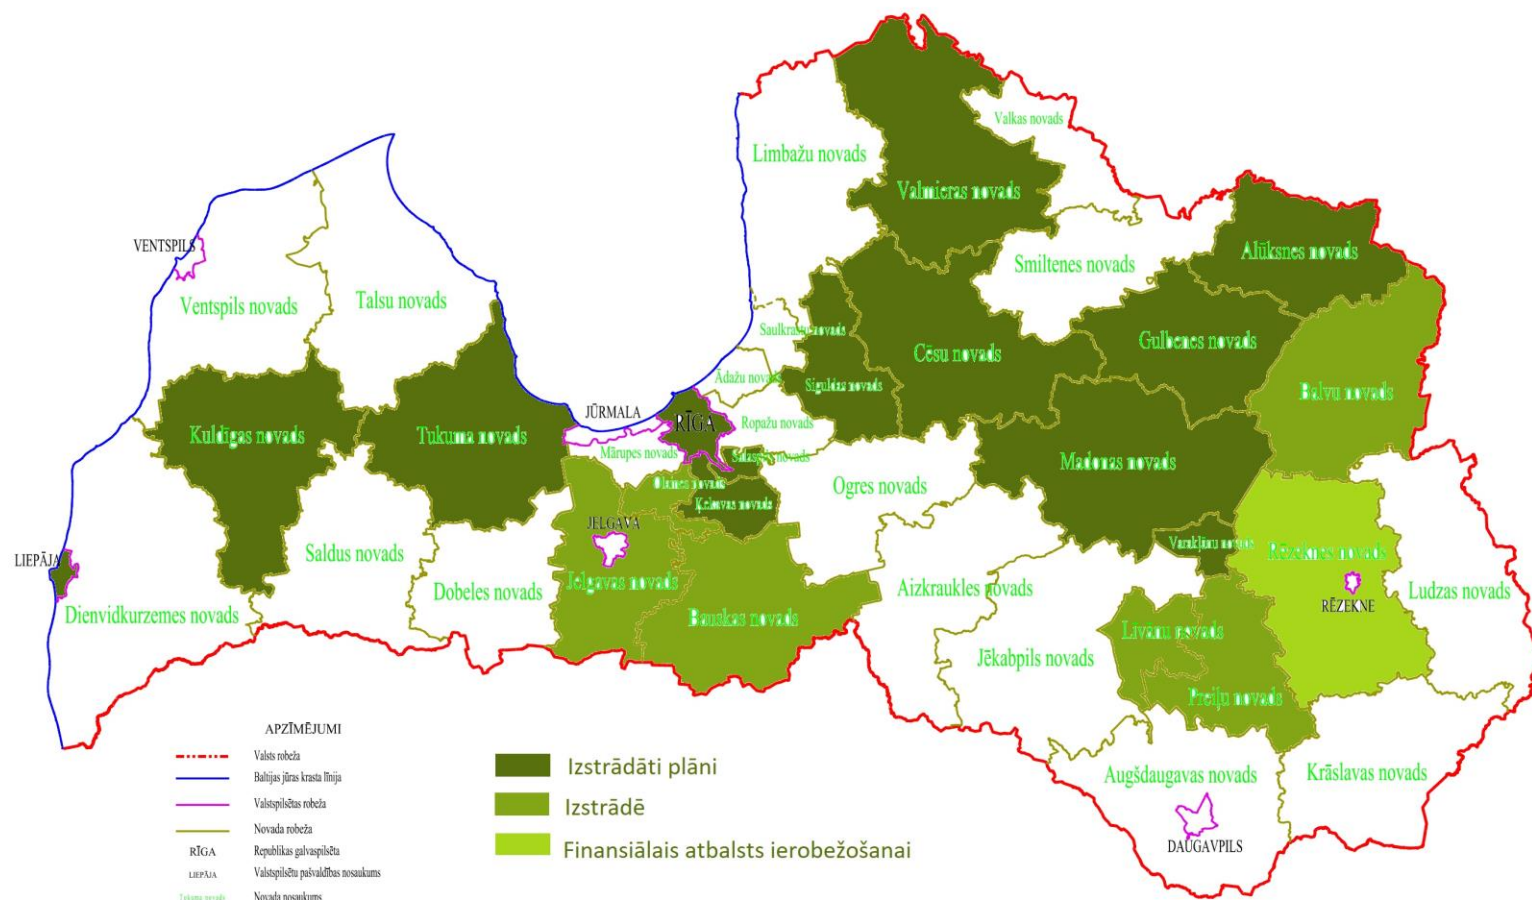 Valkas novads
Limbažu novads
Valmieras novads
VENTSPILS
Alūksnes novads
Smiltenes novads
Ventspils novads
Talsu novads
Saulkrastu novads
Gulbenes novads
Cēsu novads
Ādažu novads
Siguldas novads
Balvu novads
JŪRMALA
RĪGA
Ropažu novads
Kuldīgas novads
Tukuma novads
Mārupes novads
Salaspils novads
Madonas novads
Olaines novads
Ogres novads
Ķekavas novads
JELGAVA
Varakļānu novads
Rēzeknes novads
LIEPĀJA
Saldus novads
Jelgavas novads
Dobeles novads
Aizkraukles novads
Ludzas novads
RĒZEKNE
Dienvidkurzemes novads
Bauskas novads
Līvānu novads
Jēkabpils novads
Preiļu novads
Augšdaugavas novads
Krāslavas novads
DAUGAVPILS
APZĪMĒJUMI
Valsts robeža
Baltijas jūras krasta līnija
Valstspilsētas robeža
Novada robeža
RĪGA Republikas galvaspilsēta
LIEPĀJA Valstspilsētu pašvaldības nosaukums
Tukuma novads Novada nosaukums
Izstrādāti plāni
Izstrādē
Finansiālais atbalsts ierobežošanai